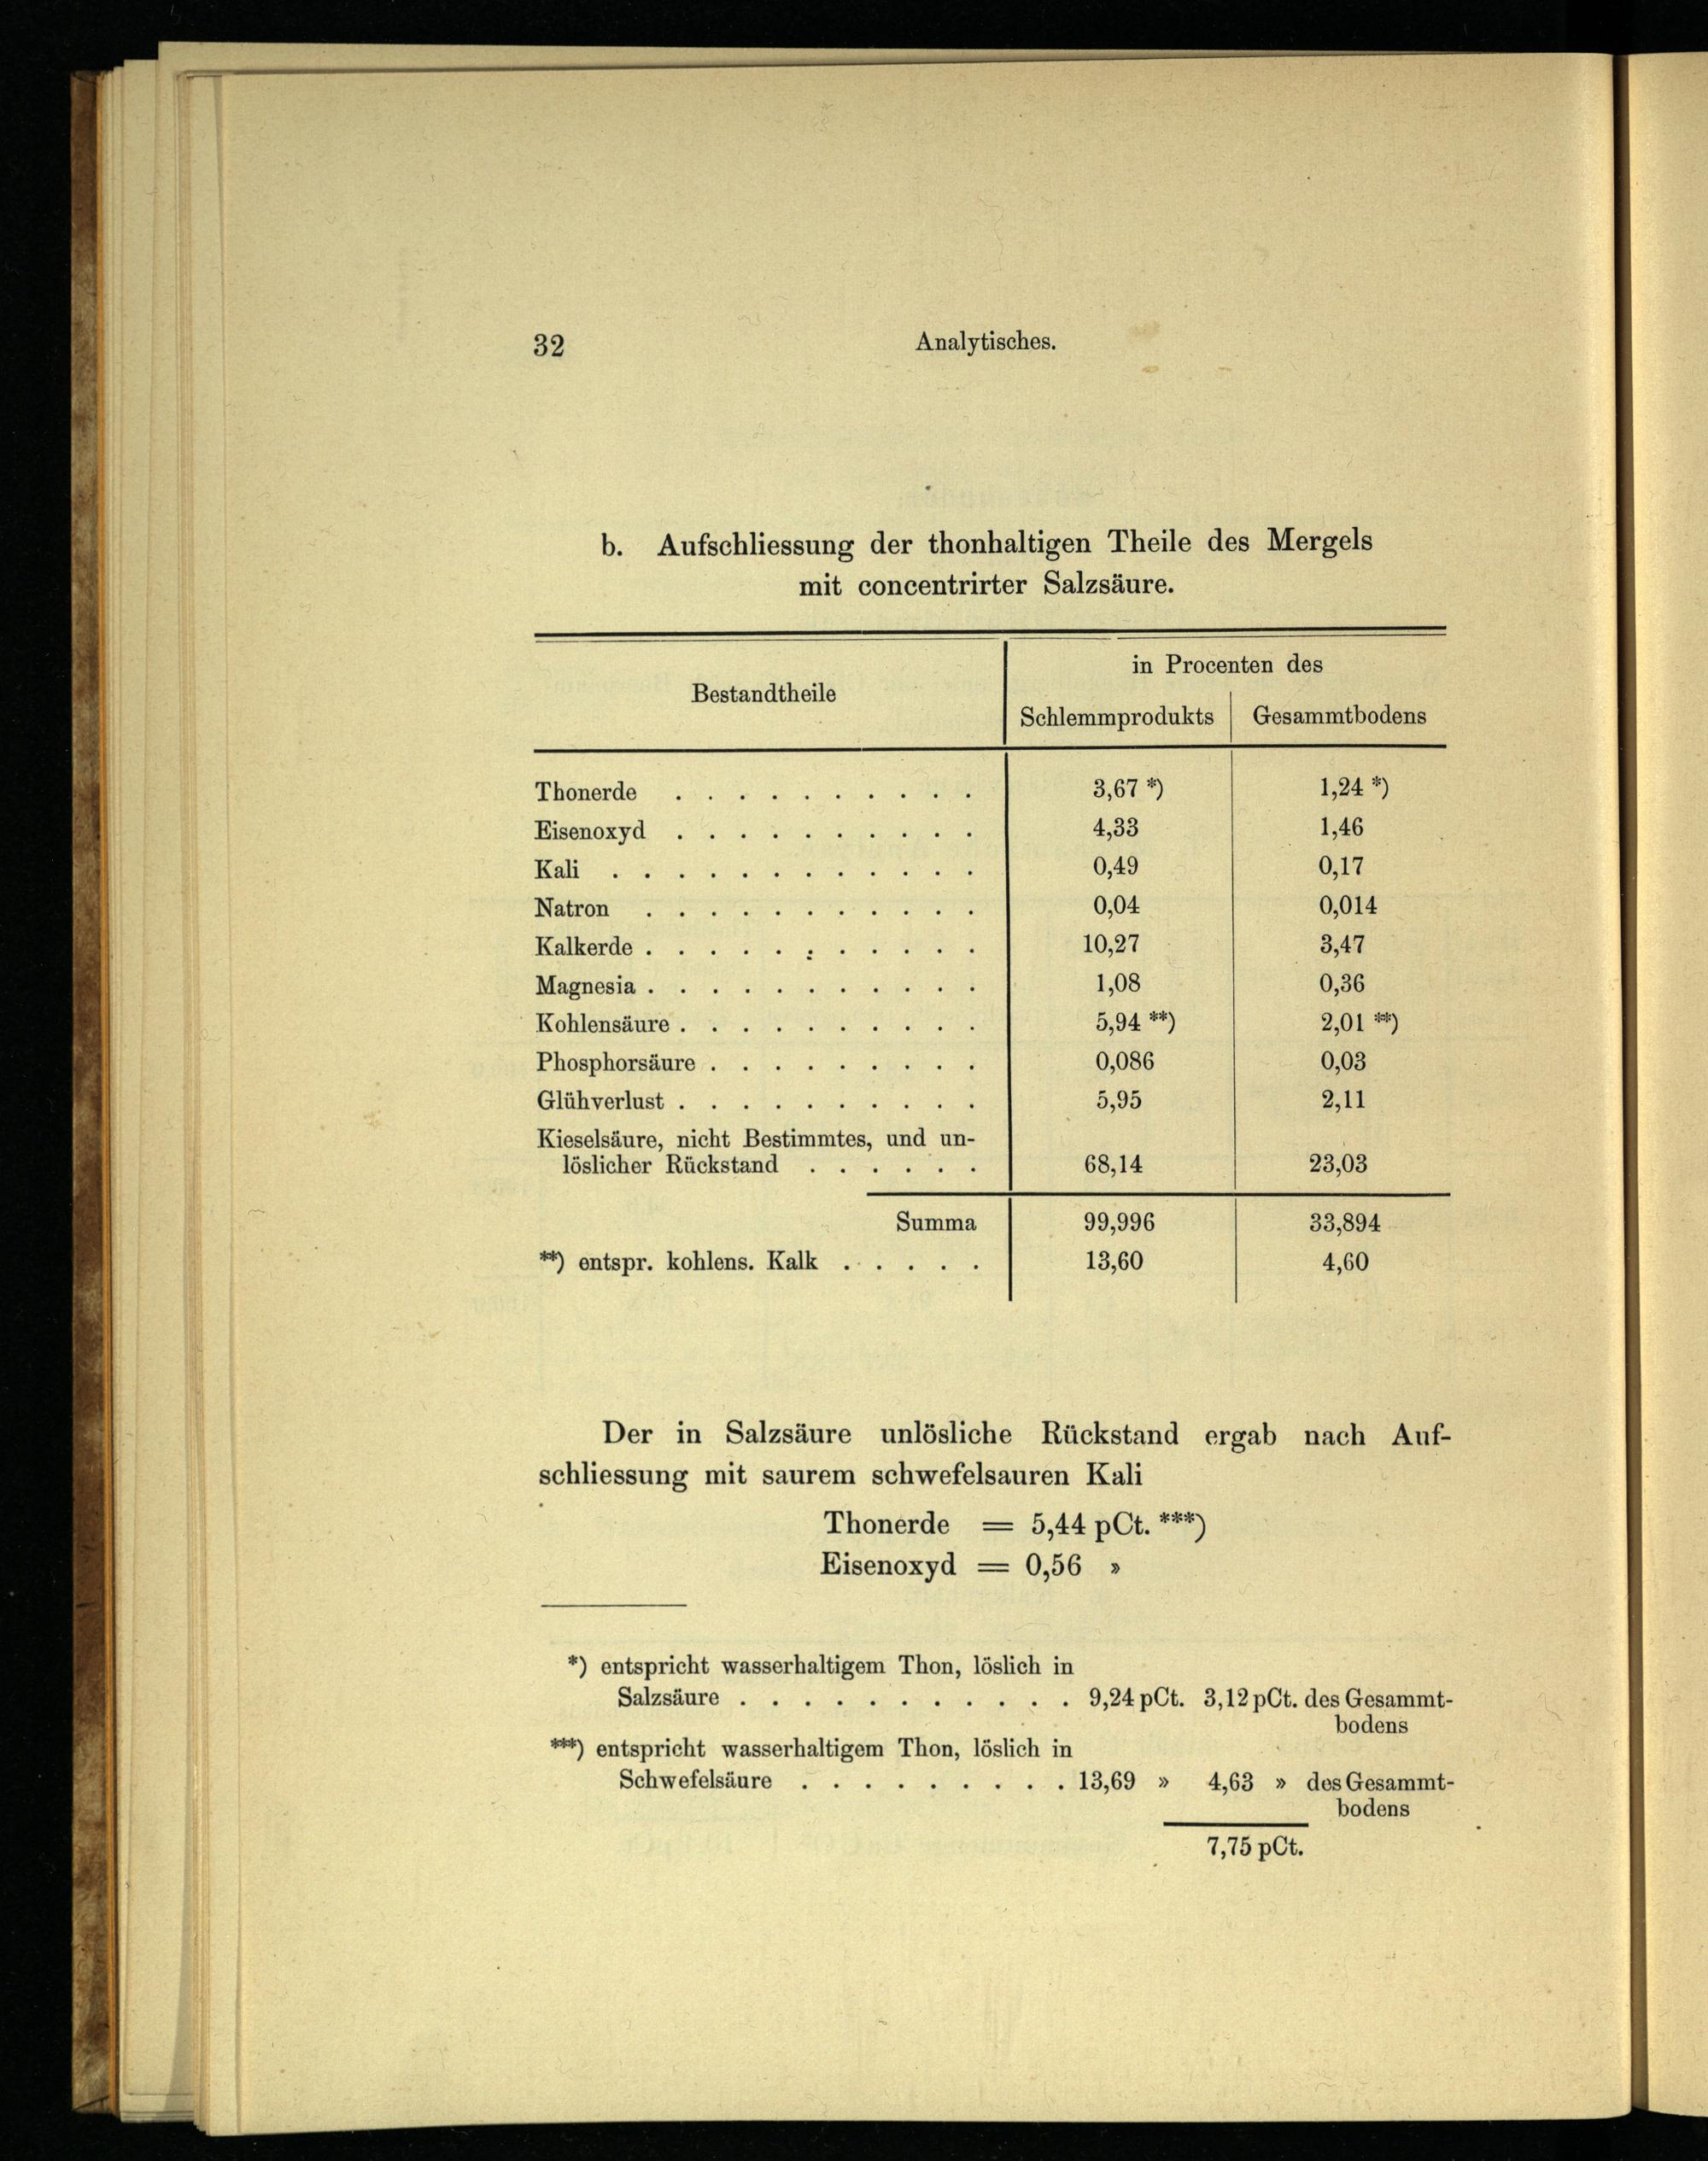 32 Analytisches.
b. Aufschliessung der thonhaltigen Theile des Mergels
mit concentrirter Salzsäure.
Bestandtheile
in Procenten des
Schlemmprodukts Gesammtbodens
Thonerde . . . . . . . . . . 3,67 *) 1,24 *)
Eisenoxyd . . . . . . . . . . 4,33 1,46
Kali . . . . . . . . . . . . 0,49 0,17
Natron . . . . . . . . . . . 0,04 0,014
Kalkerde . . . . . . . . . . . 10,27 3,47
Magnesia . . . . . . . . . . . 1,08 0,36
Kohlensäure . . . . . . . . . . 5,94 **) 2,01 **)
Phosphorsäure . . . . . . . . . 0,086 0,03
Glühverlust . . . . . . . . . . 5,95 2,11
Kieselsäure, nicht Bestimmtes, und un-
löslicher Rückstand . . . . . . 68,14 23,03
Summa 99,996 33,894
**) entspr. kohlens. Kalk . . . . . 13,60 4,60
Der in Salzsäure unlösliche Rückstand ergab nach Auf-
schliessung mit saurem schwefelsauren Kali
Thonerde = 5,44 pCt. ***)
Eisenoxyd = 0,56 »
*) entspricht wasserhaltigem Thon, löslich in
Salzsäure . . . . . . . . . . . 9,24 pCt. 3,12 pCt. des Gesammt-
bodens
***) entspricht wasserhaltigem Thon, löslich in
Schwefelsäure . . . . . . . . . 13,69 » 4,63 » des Gesammt-
bodens
7,75 pCt.